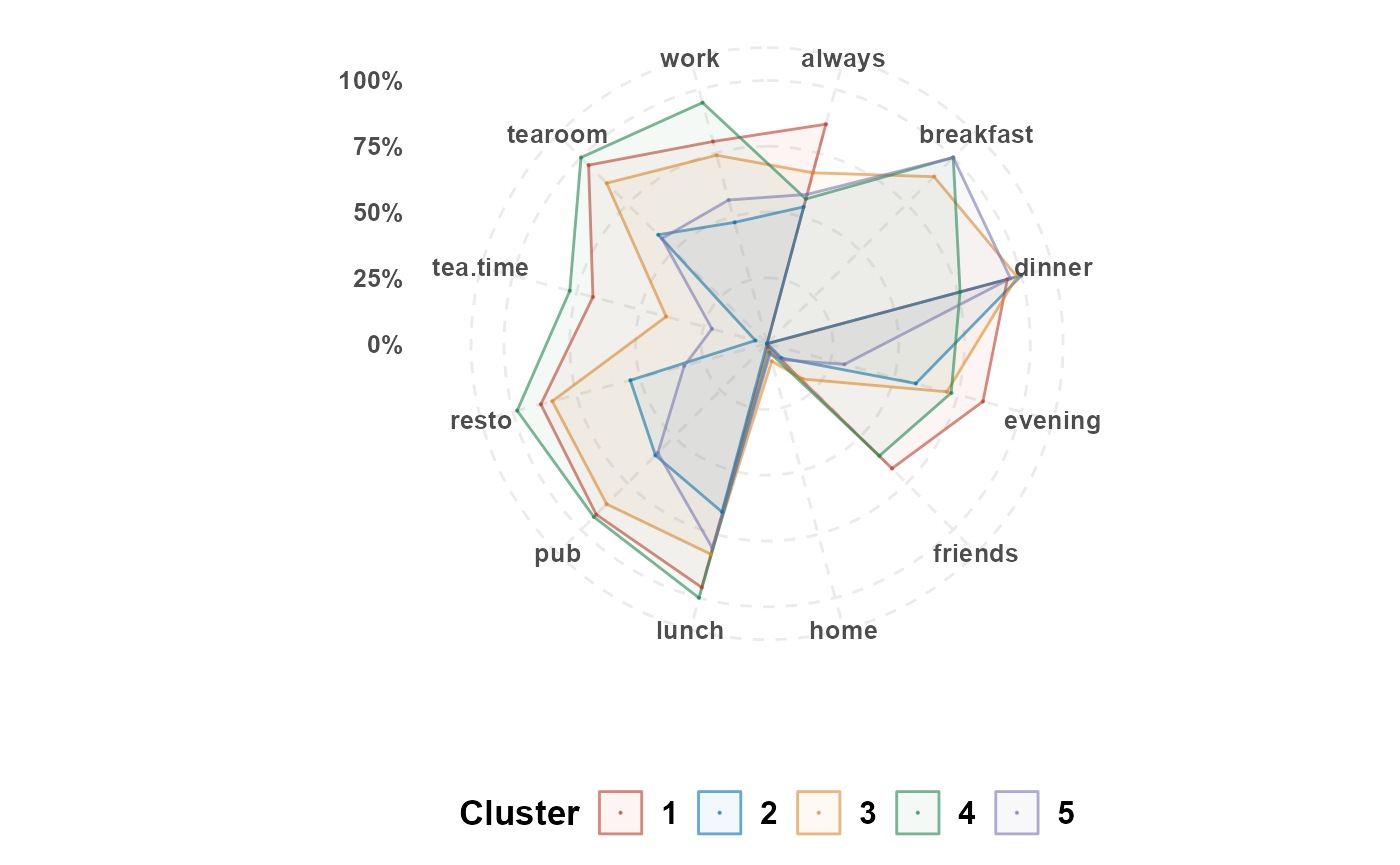 work always
100%
tearoom breakfast
75%
50%
tea.time dinner
25%
0%
resto evening
pub friends
lunch home
Cluster 1 2 3 4 5